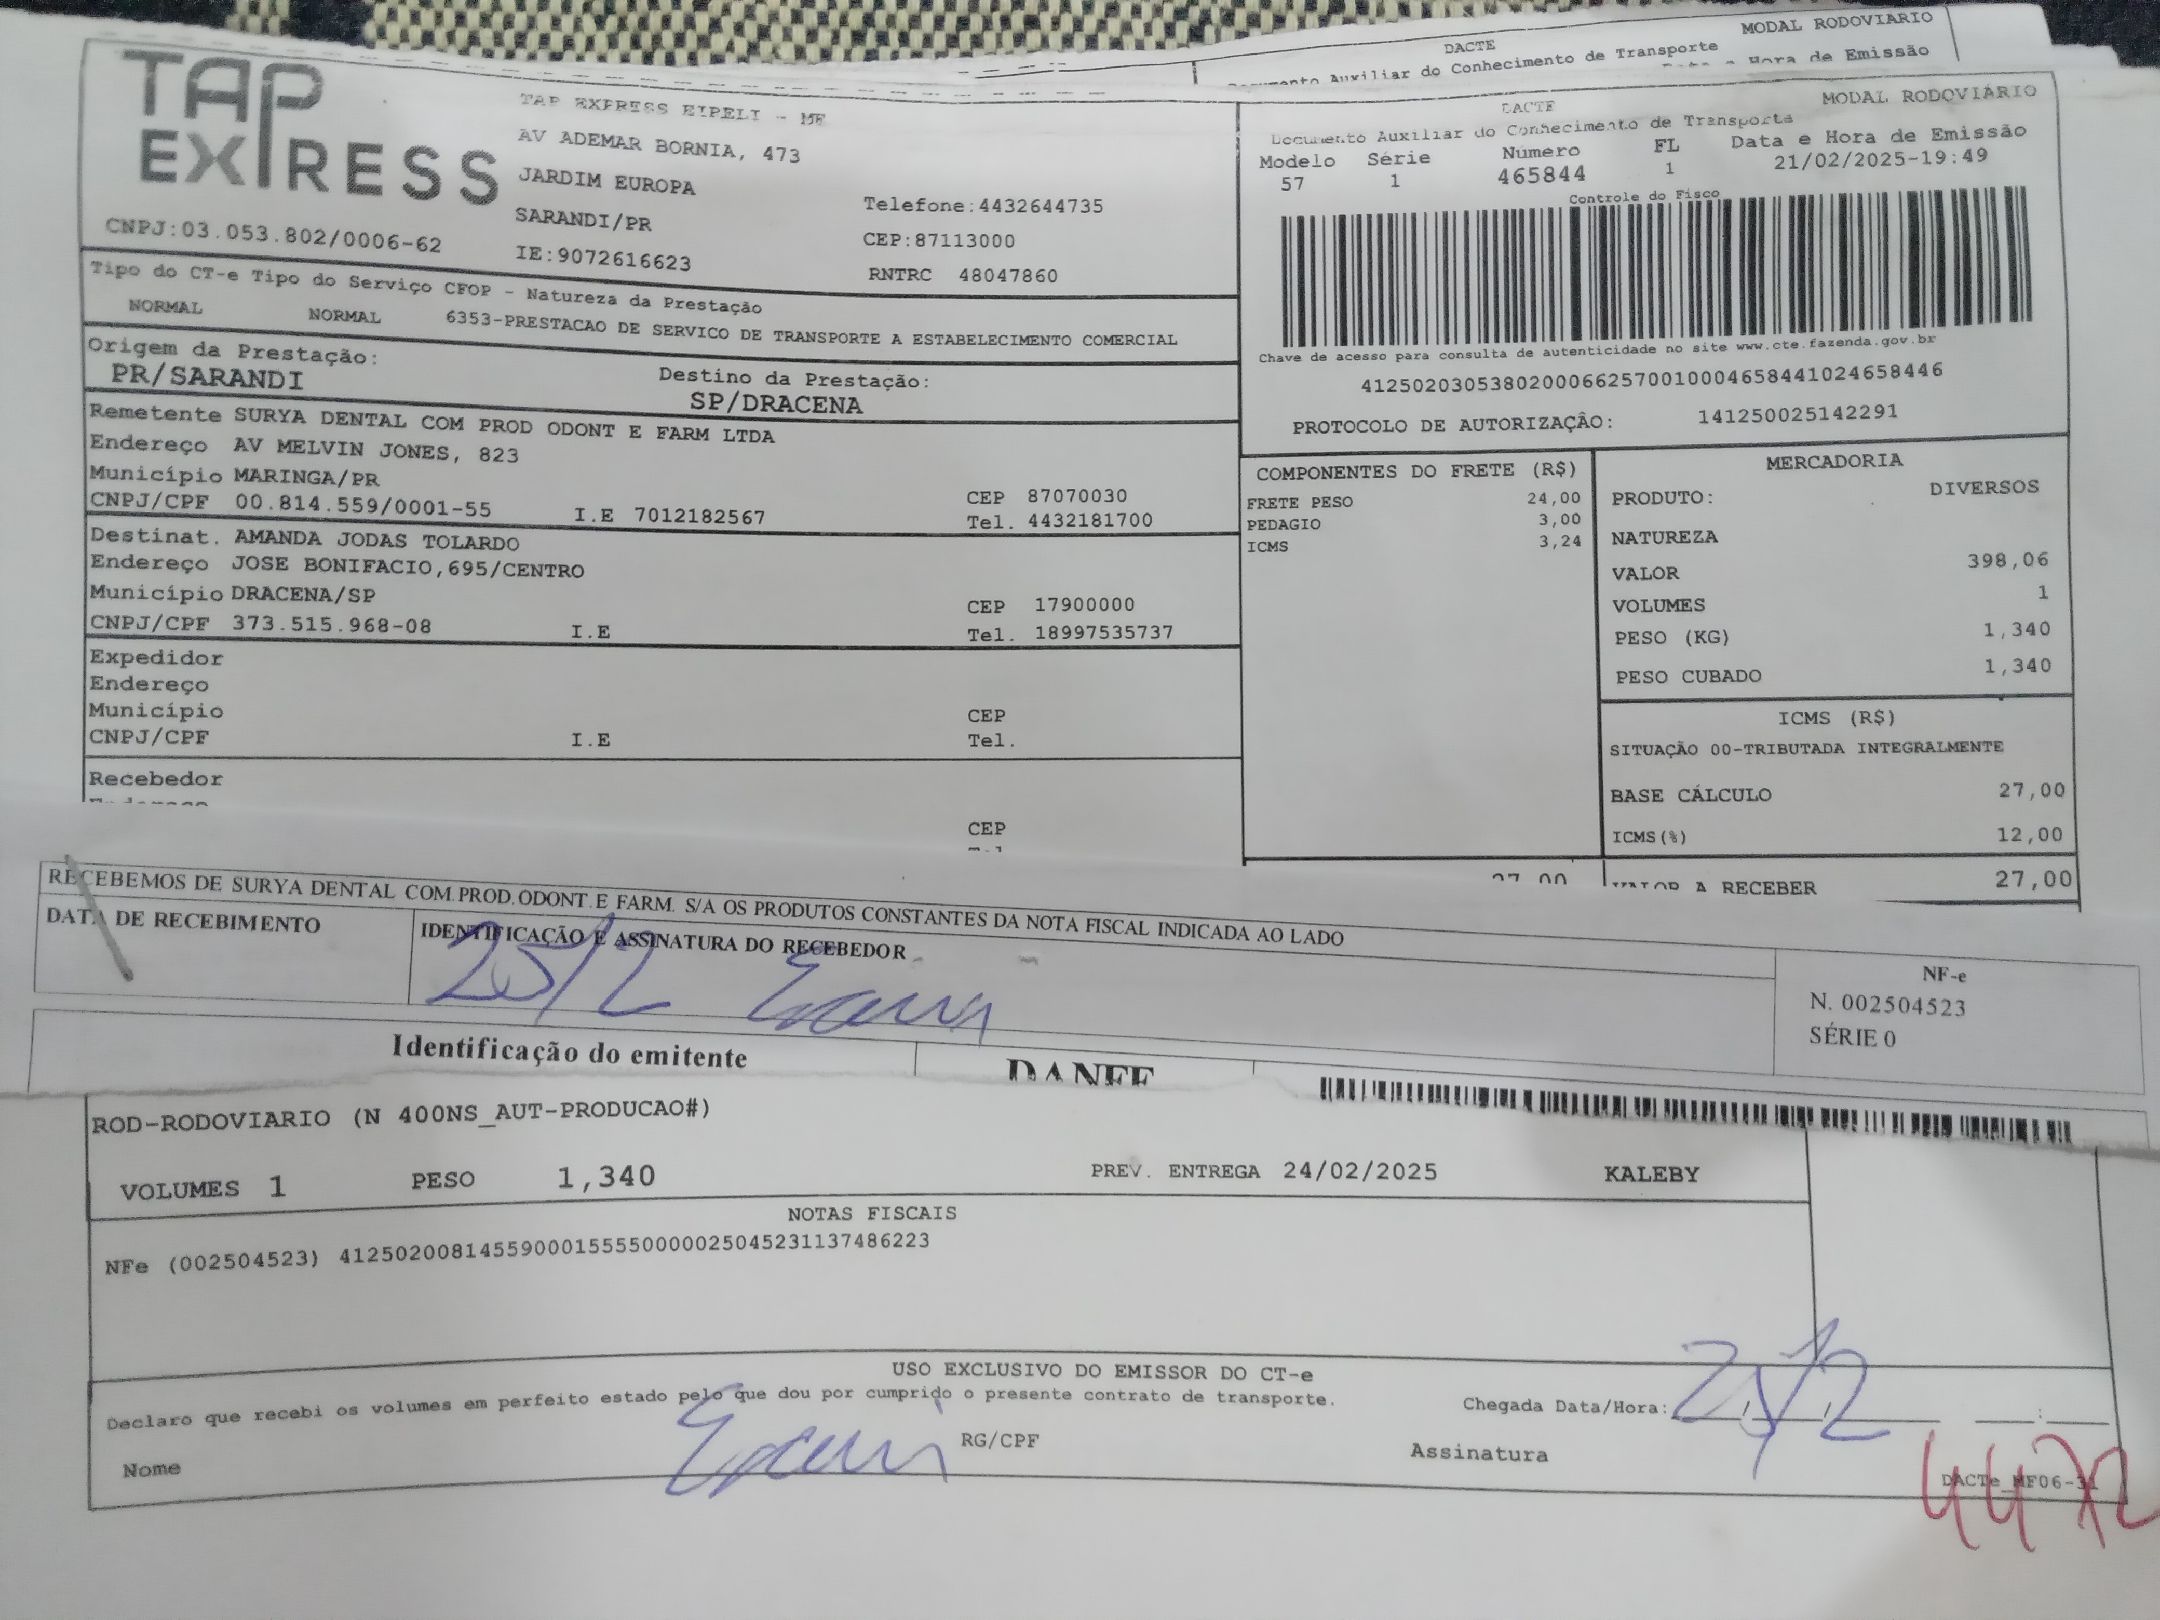 MODAL RODOVIARIO
DACTE
Documento Auxiliar do Conhecimento de Transporte
Hora de Emissão
TAP EXPRESS
TAP EXPRESS EIRELI - ME
AV ADEMAR BORNIA, 473
JARDIM EUROPA
SARANDI/PR
IE:9072616623
Telefone:4432644735
CEP:87113000
RNTRC 48047860
CNPJ:03.053.802/0006-62
DACTE MODAL RODOVIÁRIO
Documento Auxiliar do Conhecimento de Transporte
Modelo Série Número FL Data e Hora de Emissão
57 1 465844 1 21/02/2025-19:49
Controle do Fisco
Chave de acesso para consulta de autenticidade no site www.cte.fazenda.gov.br
41250203053802000662570010004658441024658446
PROTOCOLO DE AUTORIZAÇÃO: 141250025142291
Tipo do CT-e Tipo do Serviço CFOP - Natureza da Prestação
NORMAL NORMAL 6353-PRESTACAO DE SERVICO DE TRANSPORTE A ESTABELECIMENTO COMERCIAL
Origem da Prestação: Destino da Prestação:
PR/SARANDI SP/DRACENA
Remetente SURYA DENTAL COM PROD ODONT E FARM LTDA
Endereço AV MELVIN JONES, 823
Município MARINGA/PR CEP 87070030
CNPJ/CPF 00.814.559/0001-55 I.E 7012182567 Tel. 4432181700
Destinat. AMANDA JODAS TOLARDO
Endereço JOSE BONIFACIO,695/CENTRO
Município DRACENA/SP CEP 17900000
CNPJ/CPF 373.515.968-08 I.E Tel. 18997535737
Expedidor
Endereço
Município CEP
CNPJ/CPF I.E Tel.
Recebedor
CEP
COMPONENTES DO FRETE (R$)
FRETE PESO 24,00
PEDAGIO 3,00
ICMS 3,24
MERCADORIA
PRODUTO: DIVERSOS
NATUREZA
VALOR 398,06
VOLUMES 1
PESO (KG) 1,340
PESO CUBADO 1,340
ICMS (R$)
SITUAÇÃO 00-TRIBUTADA INTEGRALMENTE
BASE CÁLCULO 27,00
ICMS(%) 12,00
27,00 VALOR A RECEBER 27,00
RECEBEMOS DE SURYA DENTAL COM.PROD.ODONT.E FARM. S/A OS PRODUTOS CONSTANTES DA NOTA FISCAL INDICADA AO LADO
DATA DE RECEBIMENTO IDENTIFICAÇÃO E ASSINATURA DO RECEBEDOR
25/2
NF-e
N. 002504523
SÉRIE 0
Identificação do emitente DANFE
ROD-RODOVIARIO (N 400NS_AUT-PRODUCAO#)
VOLUMES 1 PESO 1,340 PREV. ENTREGA 24/02/2025 KALEBY
NOTAS FISCAIS
NFe (002504523) 41250200814559000155550000025045231137486223
USO EXCLUSIVO DO EMISSOR DO CT-e
Declaro que recebi os volumes em perfeito estado pelo que dou por cumprido o presente contrato de transporte.
Chegada Data/Hora: 25/2
Nome RG/CPF Assinatura